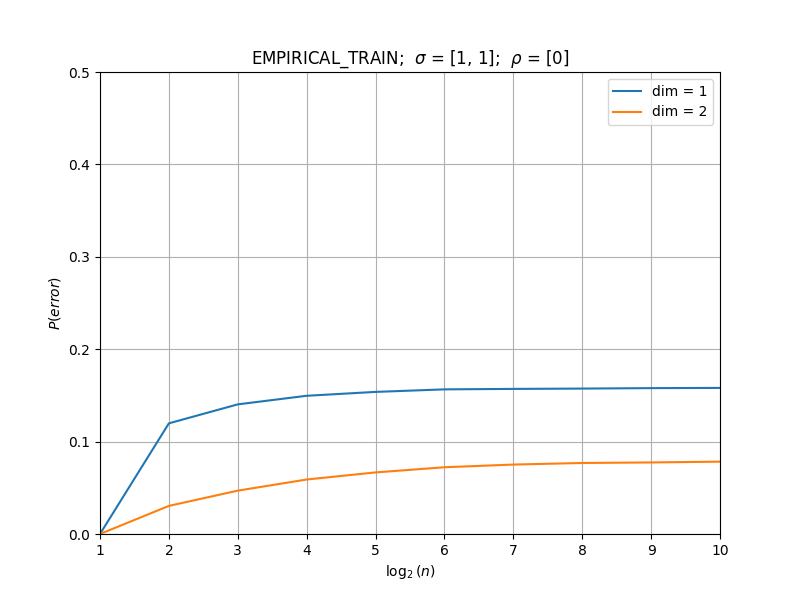 EMPIRICAL_TRAIN; σ = [1, 1]; ρ = [0]
dim = 1
dim = 2
0.5
0.4
0.3
0.2
0.1
0.0
P(error)
1 2 3 4 5 6 7 8 9 10
log₂(n)